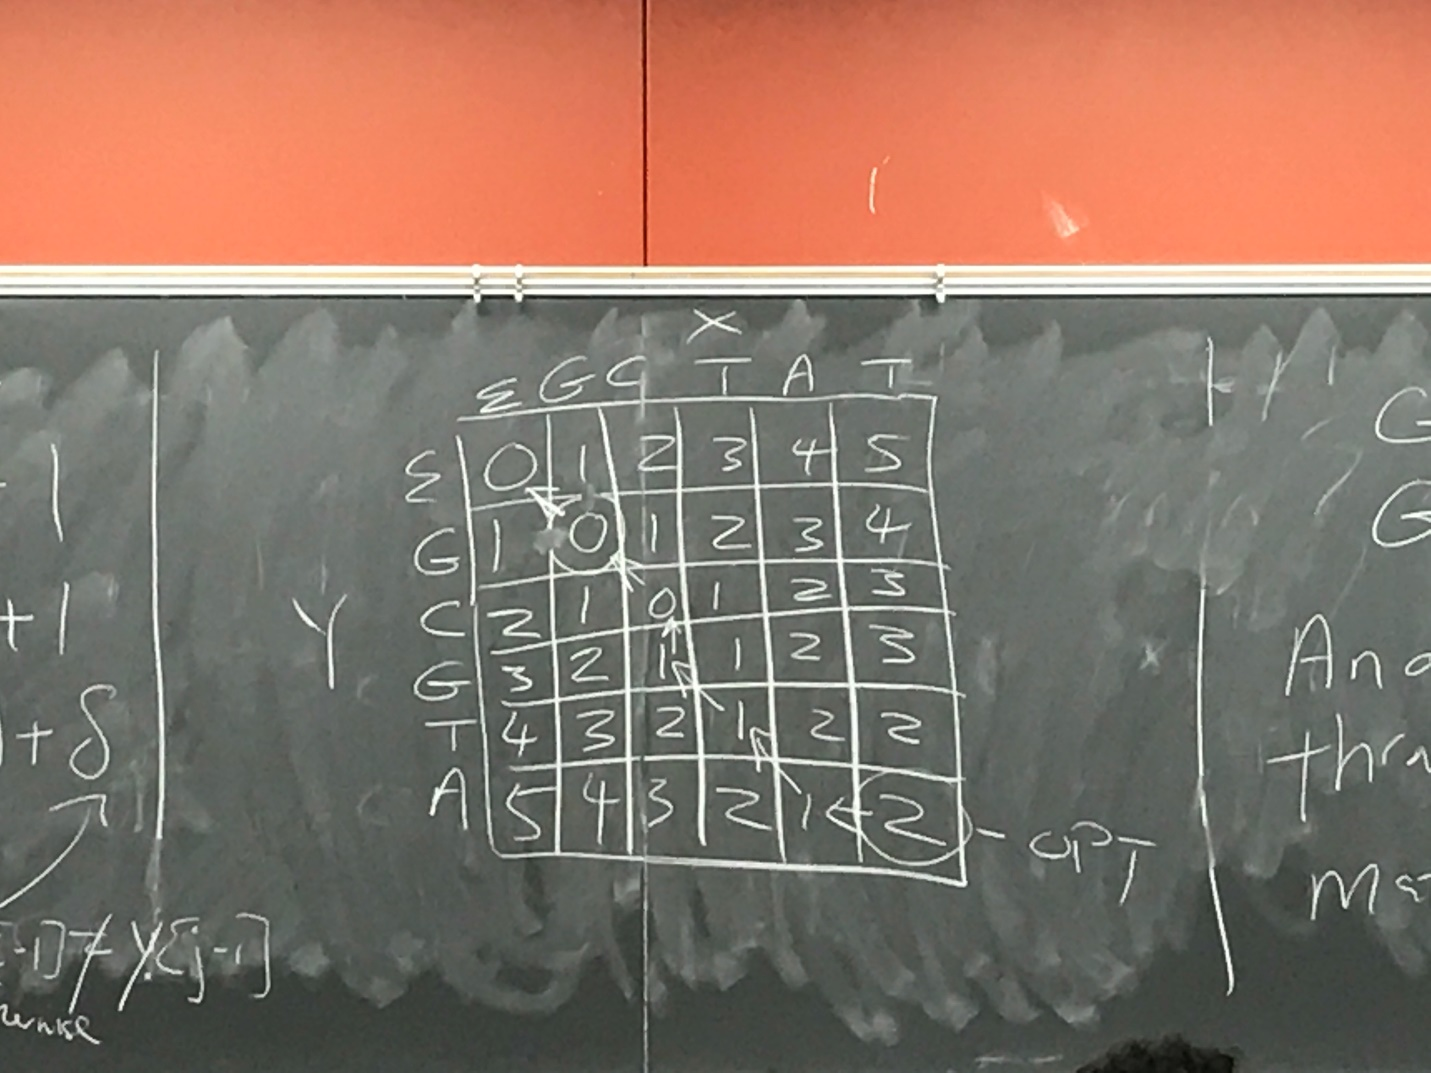 X
Σ G C T A T
Σ 0 1 2 3 4 5
G 1 0 1 2 3 4
C 2 1 0 1 2 3
Y
G 3 2 1 1 2 3
T 4 3 2 1 2 2
A 5 4 3 2 1 2 - OPT
1
+1
)+δ
-1]≠Y[j-1]
G
G
And